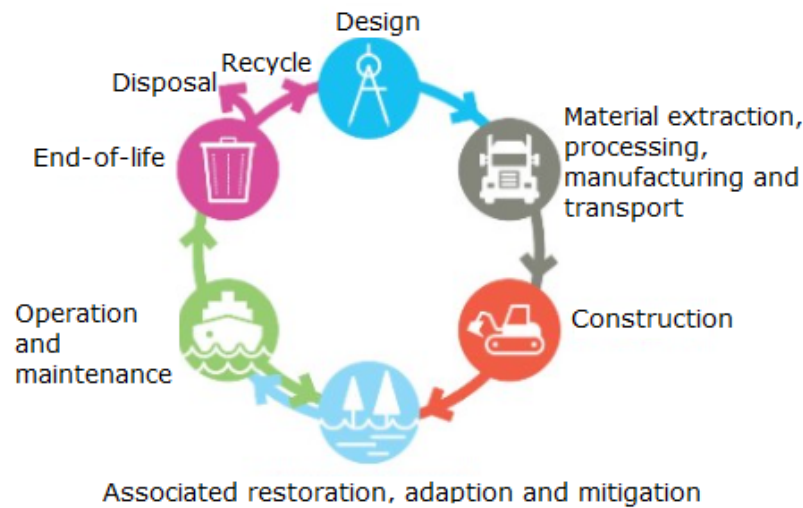 Design
Recycle
Disposal
End-of-life
Material extraction,
processing,
manufacturing and
transport
Operation
and
maintenance
Construction
Associated restoration, adaption and mitigation